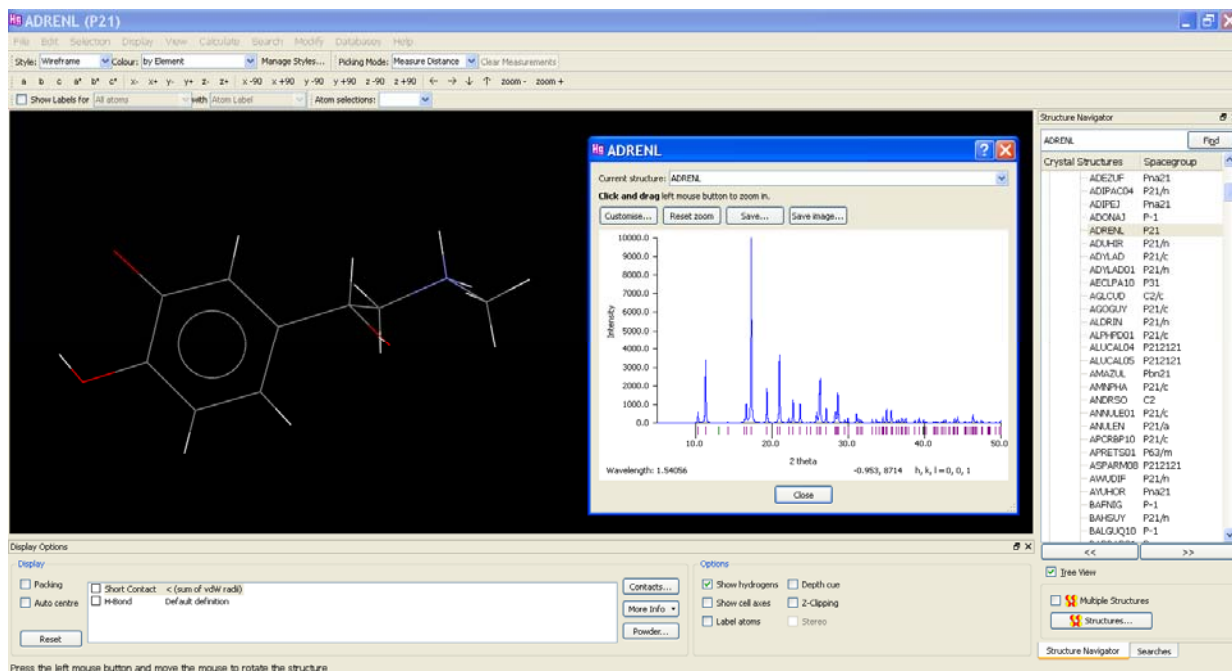 Hg ADRENL (P21)
File Edit Selection Display View Calculate Search Modify Databases Help
Style: Wireframe Colour: by Element Manage Styles... Picking Mode: Measure Distance Clear Measurements
a b c a* b* c* x- x+ y- y+ z- z+ x -90 x +90 y -90 y +90 z -90 z +90 ← → ↓ ↑ zoom - zoom +
Show Labels for All atoms with Atom Label Atom selections:
Structure Navigator
ADRENL Find
Crystal Structures Spacegroup
ADEZUF Pna21
ADIPAC04 P21/n
ADIPEJ Pna21
ADONAJ P-1
ADRENL P21
ADUHIR P21/n
ADYLAD P21/c
ADYLAD01 P21/n
AECLPA10 P31
AGLCUD C2/c
AGOGUY P21/c
ALDRIN P21/n
ALPHPD01 P21/c
ALUCAL04 P212121
ALUCAL05 P212121
AMAZUL Pbn21
AMNPHA P21/c
ANDRSO C2
ANNULE01 P21/c
ANULEN P21/a
APCRBP10 P21/c
APRETS01 P63/m
ASPARM08 P212121
AWUDIF P21/n
AYUHOR Pna21
BAFNIG P-1
BAHSUY P21/n
BALGUQ10 P-1
<< >>
Tree View
Multiple Structures
Structures...
Structure Navigator Searches
Hg ADRENL
Current structure: ADRENL
Click and drag left mouse button to zoom in.
Customise... Reset zoom Save... Save image...
10000.0
9000.0
8000.0
7000.0
6000.0
5000.0
4000.0
3000.0
2000.0
1000.0
0.0
Intensity
10.0 20.0 30.0 40.0 50.0
2 theta
Wavelength: 1.54056 -0.953, 8714 h, k, l = 0, 0, 1
Close
Display Options
Display
Packing
Auto centre
Reset
Short Contact < (sum of vdW radii)
H-Bond Default definition
Contacts...
More Info
Powder...
Options
Show hydrogens Depth cue
Show cell axes Z-Clipping
Label atoms Stereo
Press the left mouse button and move the mouse to rotate the structure